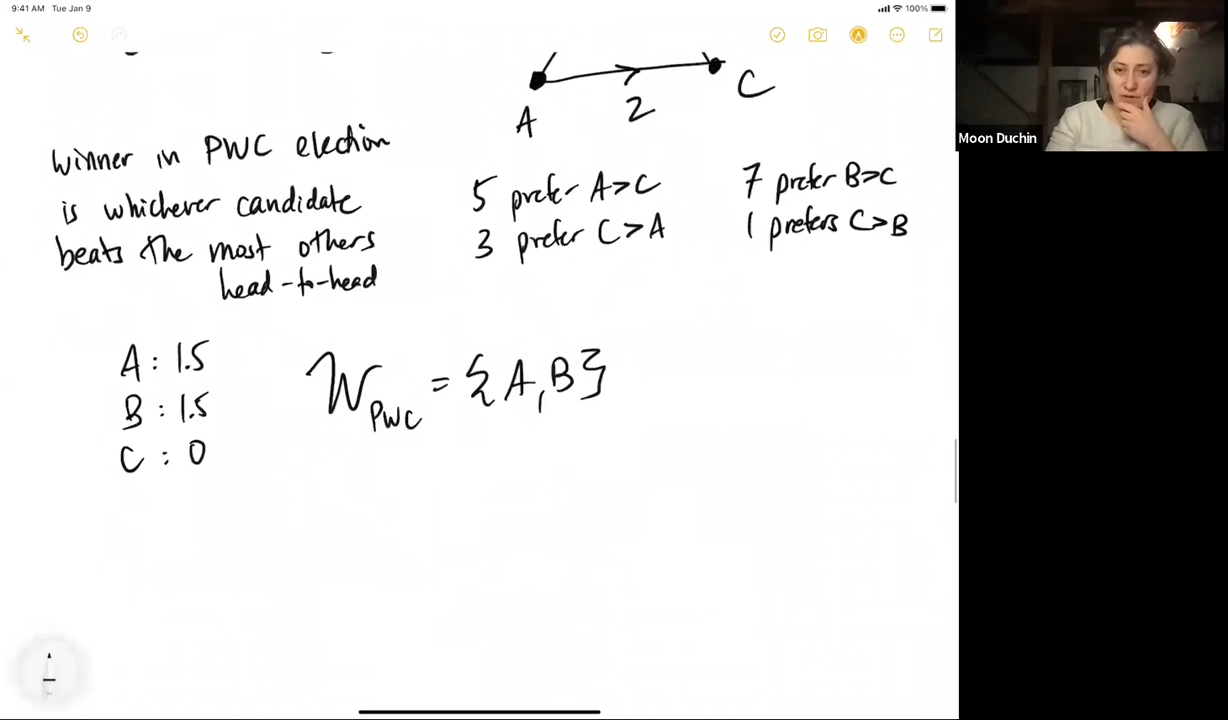 9:41 AM Tue Jan 9
100%
Moon Duchin
A
2
C
winner in PWC election
is whichever candidate
beats the most others
head-to-head
5 prefer A>C
3 prefer C>A
7 prefer B>C
1 prefers C>B
A: 1.5
B: 1.5
C: 0
W PWC = {A, B}